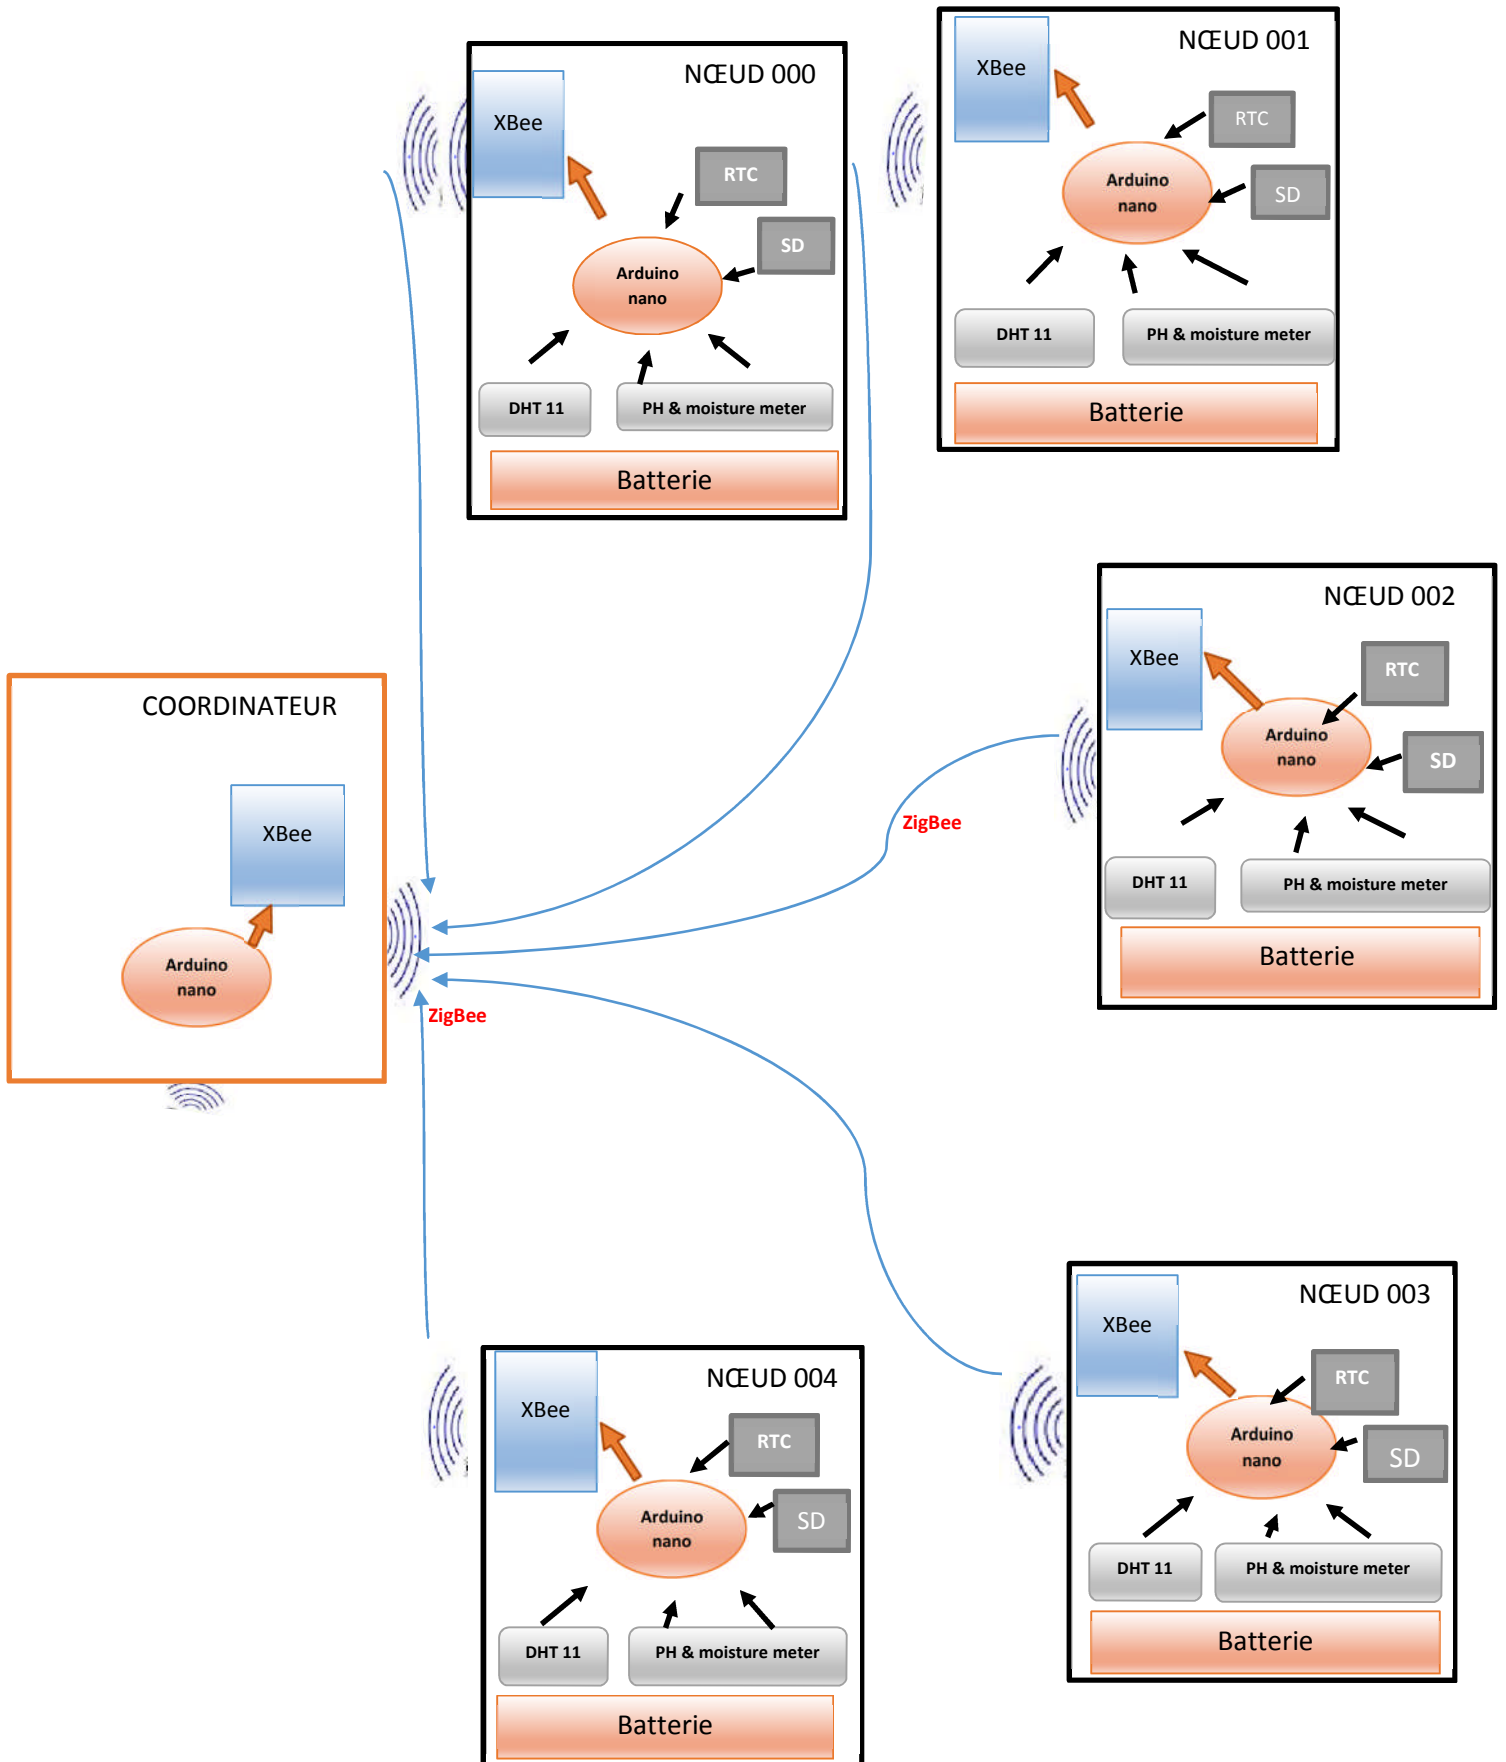 NŒUD 000
XBee
RTC
SD
Arduino
nano
DHT 11
PH & moisture meter
Batterie
NŒUD 001
XBee
RTC
SD
Arduino
nano
DHT 11
PH & moisture meter
Batterie
NŒUD 002
XBee
RTC
SD
Arduino
nano
DHT 11
PH & moisture meter
Batterie
COORDINATEUR
XBee
Arduino
nano
ZigBee
ZigBee
NŒUD 003
XBee
RTC
SD
Arduino
nano
DHT 11
PH & moisture meter
Batterie
NŒUD 004
XBee
RTC
SD
Arduino
nano
DHT 11
PH & moisture meter
Batterie